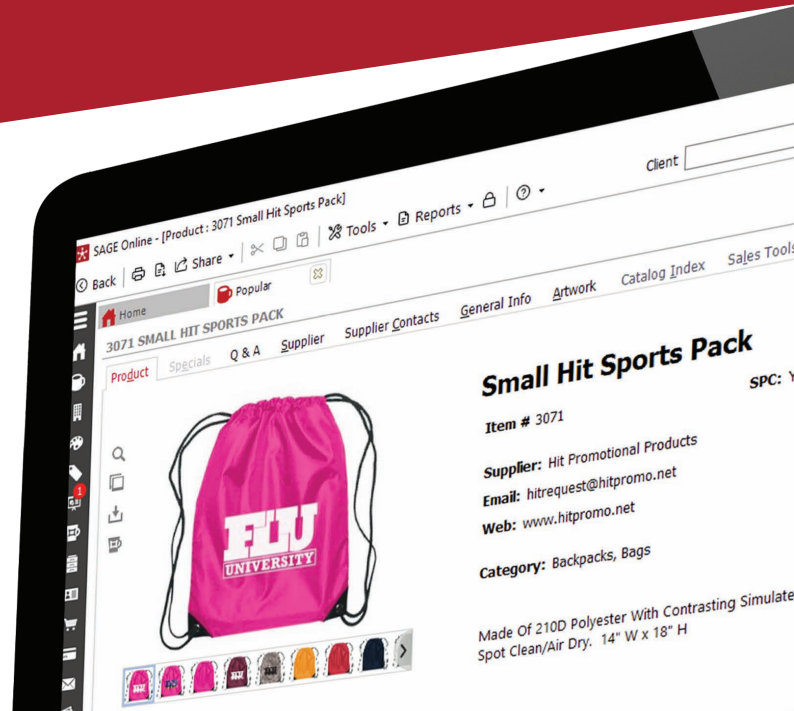 Client
SAGE Online - [Product : 3071 Small Hit Sports Pack]
Back Share Tools Reports
Home Popular
3071 SMALL HIT SPORTS PACK
Product Specials Q & A Supplier Supplier Contacts General Info Artwork Catalog Index Sales Tools
Small Hit Sports Pack
Item # 3071
SPC:
Supplier: Hit Promotional Products
Email: hitrequest@hitpromo.net
Web: www.hitpromo.net
Category: Backpacks, Bags
Made Of 210D Polyester With Contrasting
Spot Clean/Air Dry. 14" W x 18" H
UNIVERSITY
1